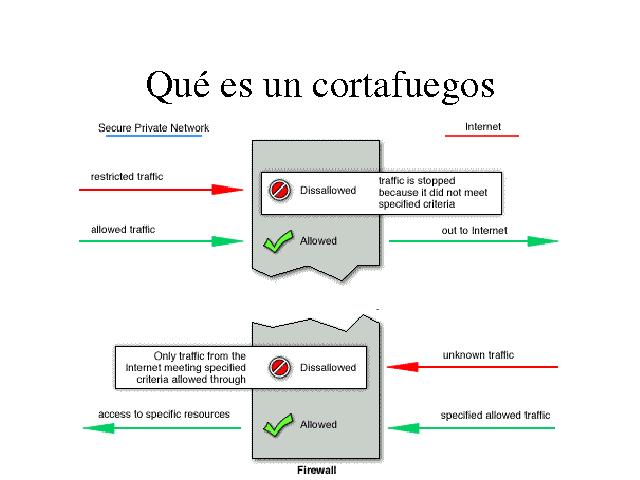 Qué es un cortafuegos
Secure Private Network
Internet
restricted traffic
Dissallowed
traffic is stopped
because it did not meet
specified criteria
allowed traffic
Allowed
out to Internet
Only traffic from the
Internet meeting specified
criteria allowed through
Dissallowed
unknown traffic
access to specific resources
Allowed
specified allowed traffic
Firewall